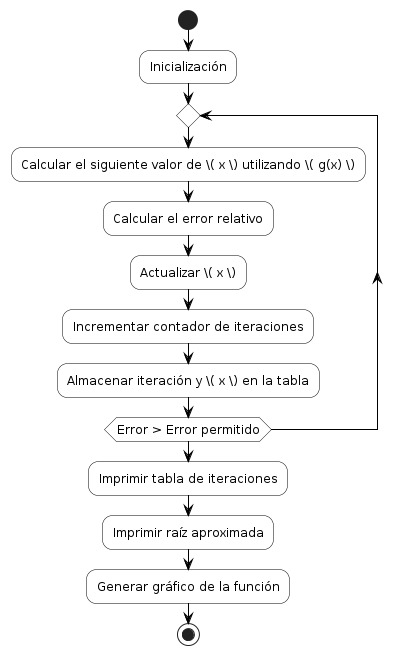 Inicialización
Calcular el siguiente valor de \( x \) utilizando \( g(x) \)
Calcular el error relativo
Actualizar \( x \)
Incrementar contador de iteraciones
Almacenar iteración y \( x \) en la tabla
Error > Error permitido
Imprimir tabla de iteraciones
Imprimir raíz aproximada
Generar gráfico de la función